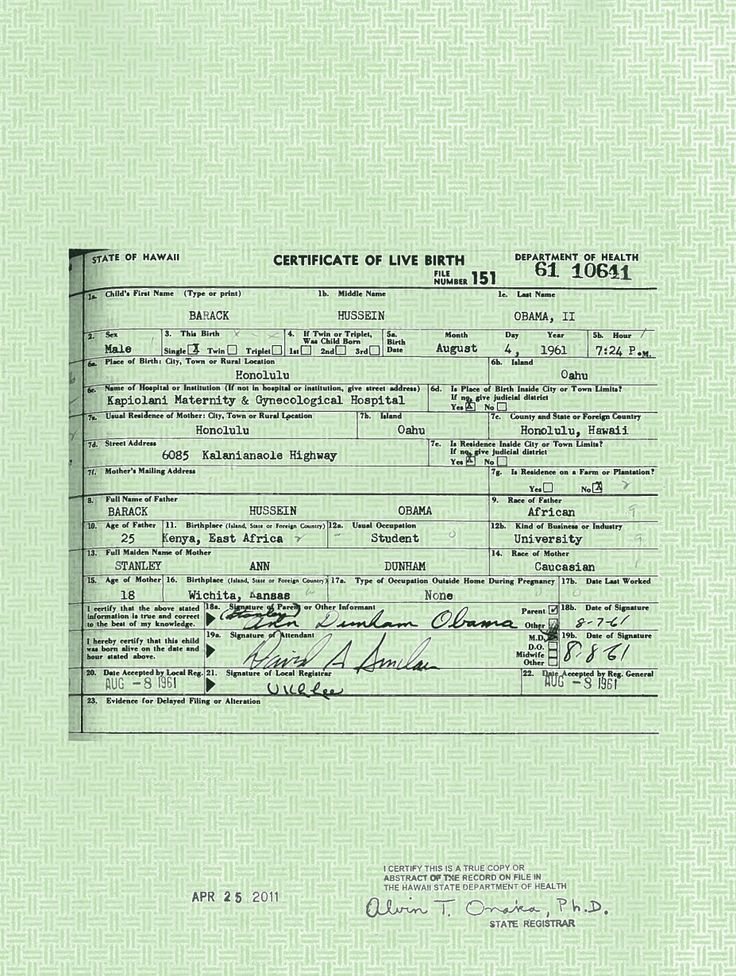 STATE OF HAWAII CERTIFICATE OF LIVE BIRTH DEPARTMENT OF HEALTH
FILE NUMBER 151 61 10641
1a. Child's First Name (Type or print) 1b. Middle Name 1c. Last Name
BARACK HUSSEIN OBAMA, II
2. Sex 3. This Birth 4. If Twin or Triplet, Was Child Born 5a. Birth Date Month Day Year 5b. Hour
Male Single X Twin Triplet 1st 2nd 3rd August 4, 1961 7:24 P.M.
6a. Place of Birth: City, Town or Rural Location 6b. Island
Honolulu Oahu
6c. Name of Hospital or Institution (If not in hospital or institution, give street address) 6d. Is Place of Birth Inside City or Town Limits?
If no, give judicial district
Kapiolani Maternity & Gynecological Hospital Yes X No
7a. Usual Residence of Mother: City, Town or Rural Location 7b. Island 7c. County and State or Foreign Country
Honolulu Oahu Honolulu, Hawaii
7d. Street Address 7e. Is Residence Inside City or Town Limits?
If no, give judicial district
6085 Kalanianaole Highway Yes X No
7f. Mother's Mailing Address 7g. Is Residence on a Farm or Plantation?
Yes No X
8. Full Name of Father 9. Race of Father
BARACK HUSSEIN OBAMA African 9
10. Age of Father 11. Birthplace (Island, State or Foreign Country) 12a. Usual Occupation 12b. Kind of Business or Industry
25 Kenya, East Africa Student University
13. Full Maiden Name of Mother 14. Race of Mother
STANLEY ANN DUNHAM Caucasian
15. Age of Mother 16. Birthplace (Island, State or Foreign Country) 17a. Type of Occupation Outside Home During Pregnancy 17b. Date Last Worked
18 Wichita, Kansas None
I certify that the above stated information is true and correct to the best of my knowledge.
18a. Signature of Parent or Other Informant Parent Other 18b. Date of Signature
(Stanley) Ann Dunham Obama 8-7-61
I hereby certify that this child was born alive on the date and hour stated above.
19a. Signature of Attendant M.D. D.O. Midwife Other 19b. Date of Signature
David A Sinclair 8-8-61
20. Date Accepted by Local Reg. 21. Signature of Local Registrar 22. Date Accepted by Reg. General
AUG -8 1961 U K L Lee AUG -8 1961
23. Evidence for Delayed Filing or Alteration
I CERTIFY THIS IS A TRUE COPY OR
ABSTRACT OF TXE RECORD ON FILE IN
THE HAWAII STATE DEPARTMENT OF HEALTH
APR 25 2011
Alvin T. Onaka, Ph.D.
STATE REGISTRAR